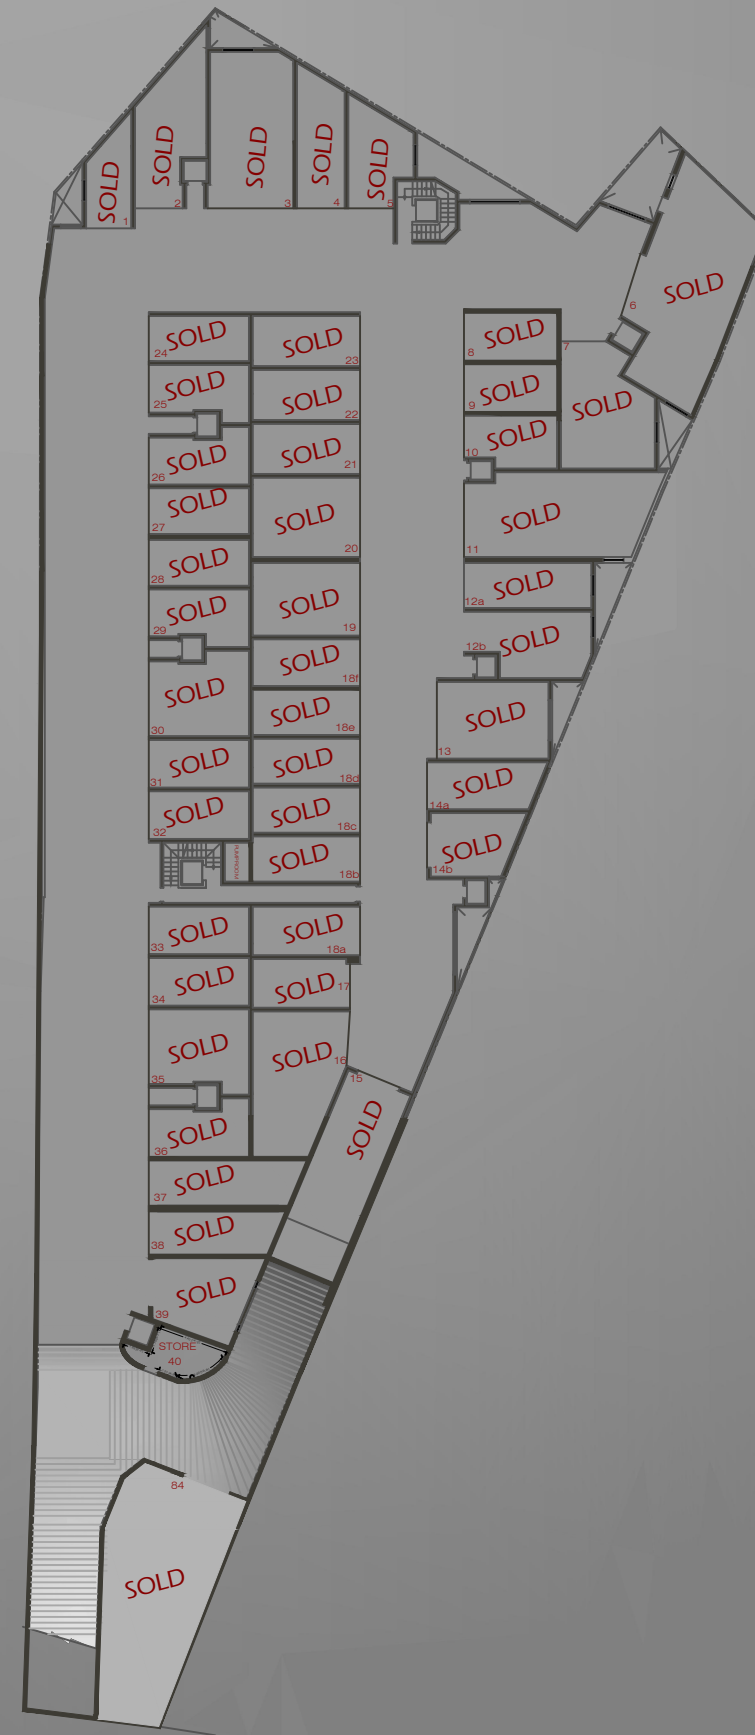 SOLD
1
SOLD
2
SOLD
3
SOLD
4
SOLD
5
SOLD
6
SOLD
7
SOLD
8
SOLD
9
SOLD
10
SOLD
11
SOLD
12a
SOLD
12b
SOLD
13
SOLD
14a
SOLD
14b
SOLD
24
SOLD
23
SOLD
25
SOLD
22
SOLD
26
SOLD
21
SOLD
27
SOLD
20
SOLD
28
SOLD
29
SOLD
19
SOLD
30
SOLD
18f
SOLD
18e
SOLD
31
SOLD
18d
SOLD
32
SOLD
18c
PUMPROOM
SOLD
18b
SOLD
33
SOLD
18a
SOLD
34
SOLD
17
SOLD
35
SOLD
16
15
SOLD
SOLD
36
SOLD
37
SOLD
38
SOLD
39
STORE
40
84
SOLD